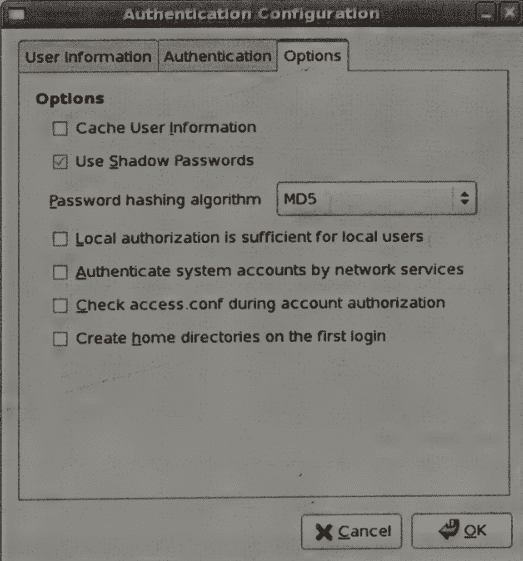 Authentication Configuration
User Information Authentication Options
Options
Cache User Information
Use Shadow Passwords
Password hashing algorithm MD5
Local authorization is sufficient for local users
Authenticate system accounts by network services
Check access.conf during account authorization
Create home directories on the first login
Cancel OK